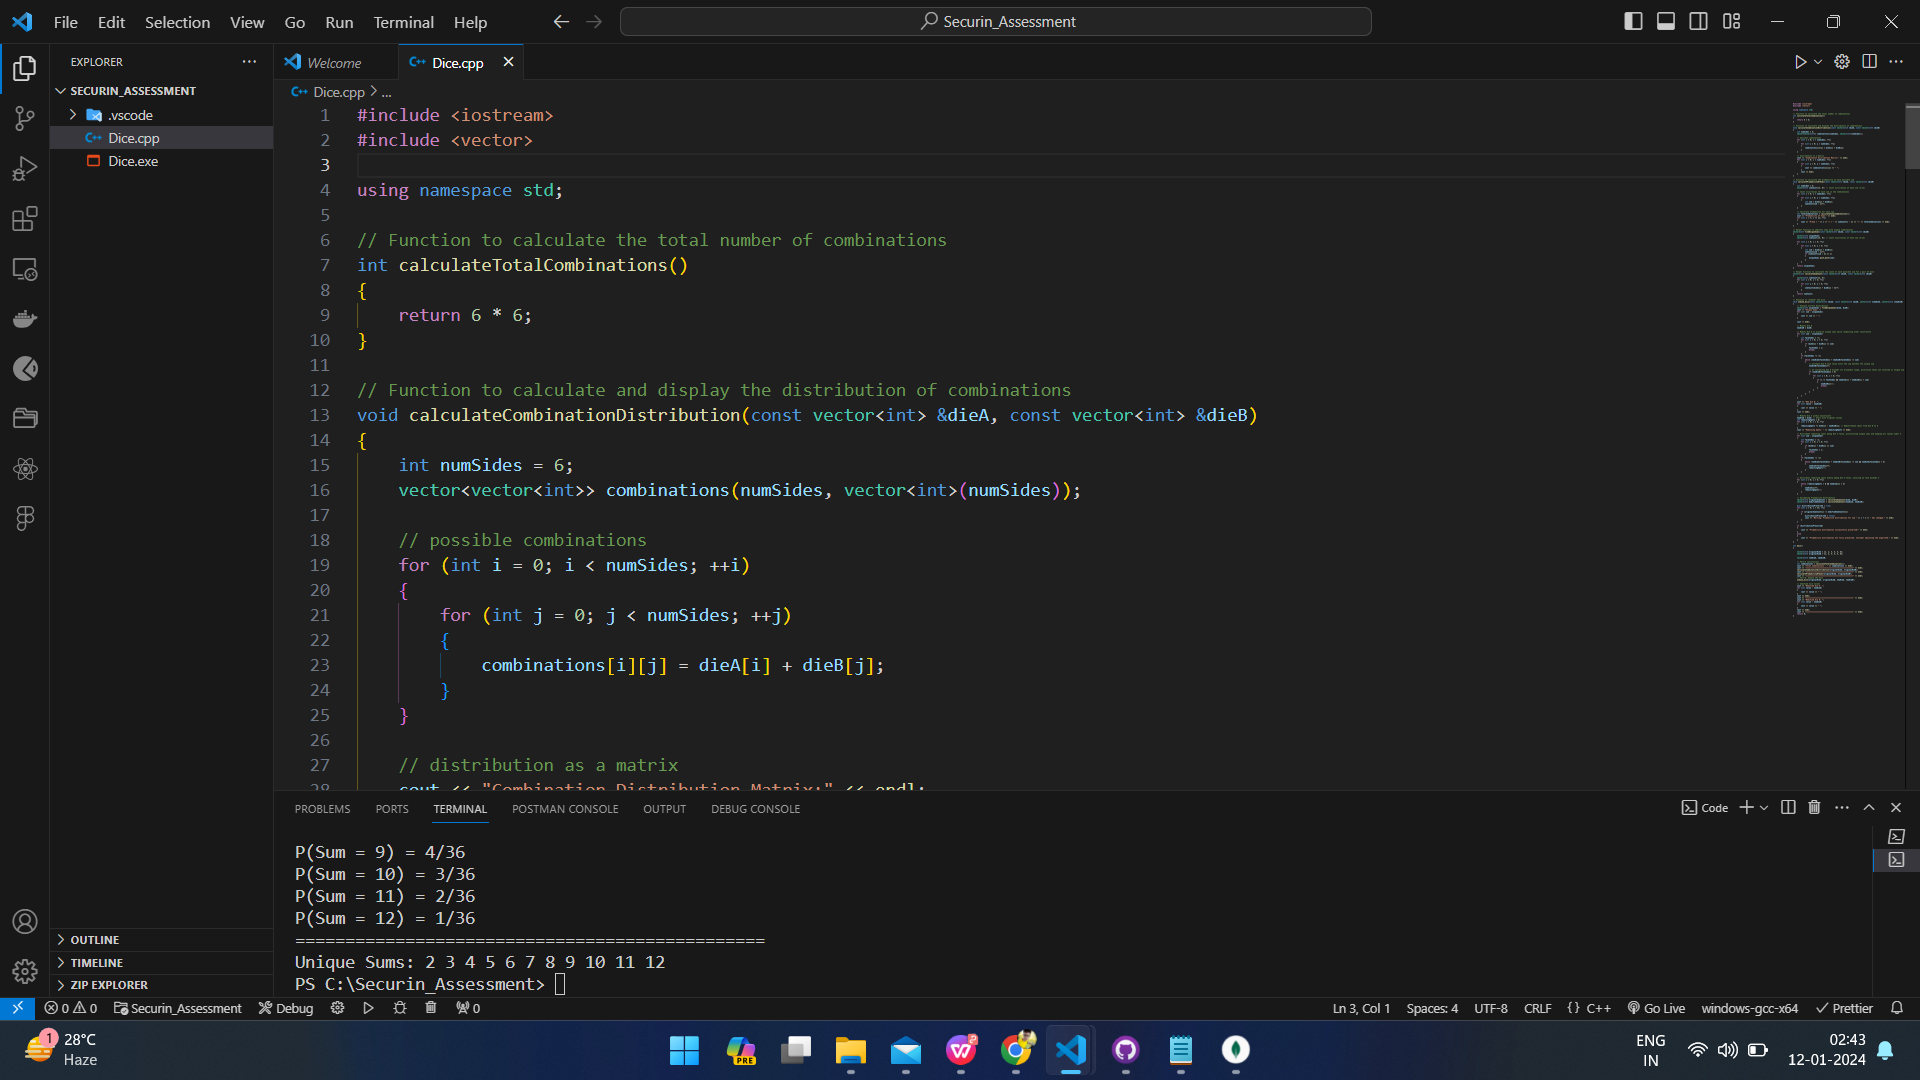 File Edit Selection View Go Run Terminal Help
Securin_Assessment
EXPLORER
SECURIN_ASSESSMENT
.vscode
Dice.cpp
Dice.exe
OUTLINE
TIMELINE
ZIP EXPLORER
Welcome
Dice.cpp
Dice.cpp > ...
1 #include <iostream>
2 #include <vector>
3
4 using namespace std;
5
6 // Function to calculate the total number of combinations
7 int calculateTotalCombinations()
8 {
9 return 6 * 6;
10 }
11
12 // Function to calculate and display the distribution of combinations
13 void calculateCombinationDistribution(const vector<int> &dieA, const vector<int> &dieB)
14 {
15 int numSides = 6;
16 vector<vector<int>> combinations(numSides, vector<int>(numSides));
17
18 // possible combinations
19 for (int i = 0; i < numSides; ++i)
20 {
21 for (int j = 0; j < numSides; ++j)
22 {
23 combinations[i][j] = dieA[i] + dieB[j];
24 }
25 }
26
27 // distribution as a matrix
28 cout << "Combination Distribution Matrix:" << endl;
PROBLEMS PORTS TERMINAL POSTMAN CONSOLE OUTPUT DEBUG CONSOLE
Code
P(Sum = 9) = 4/36
P(Sum = 10) = 3/36
P(Sum = 11) = 2/36
P(Sum = 12) = 1/36
===============================================
Unique Sums: 2 3 4 5 6 7 8 9 10 11 12
PS C:\Securin_Assessment>
0 0 Securin_Assessment Debug 0
Ln 3, Col 1 Spaces: 4 UTF-8 CRLF {} C++ Go Live windows-gcc-x64 Prettier
1
28°C
Haze
PRE
ENG
IN
02:43
12-01-2024